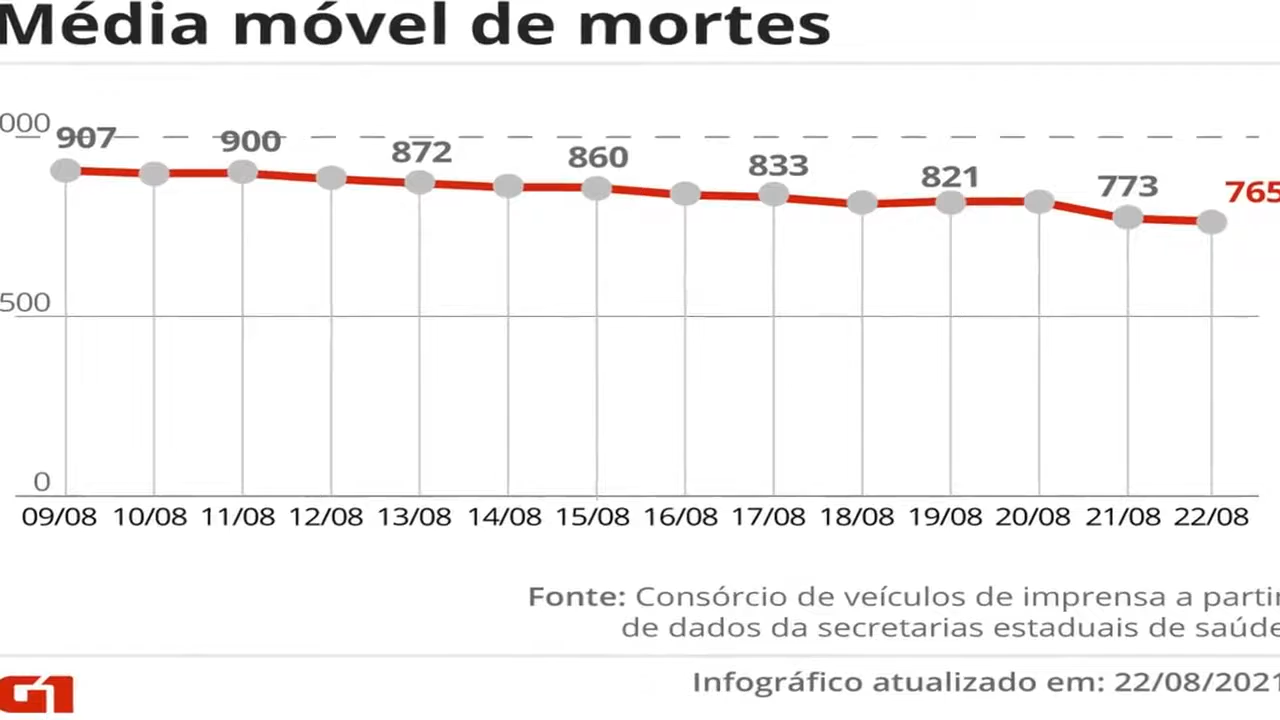 Média móvel de mortes
000
907
900
872
860
833
821
773
765
500
0
09/08 10/08 11/08 12/08 13/08 14/08 15/08 16/08 17/08 18/08 19/08 20/08 21/08 22/08
Fonte: Consórcio de veículos de imprensa a partir
de dados da secretarias estaduais de saúde
G1
Infográfico atualizado em: 22/08/2021